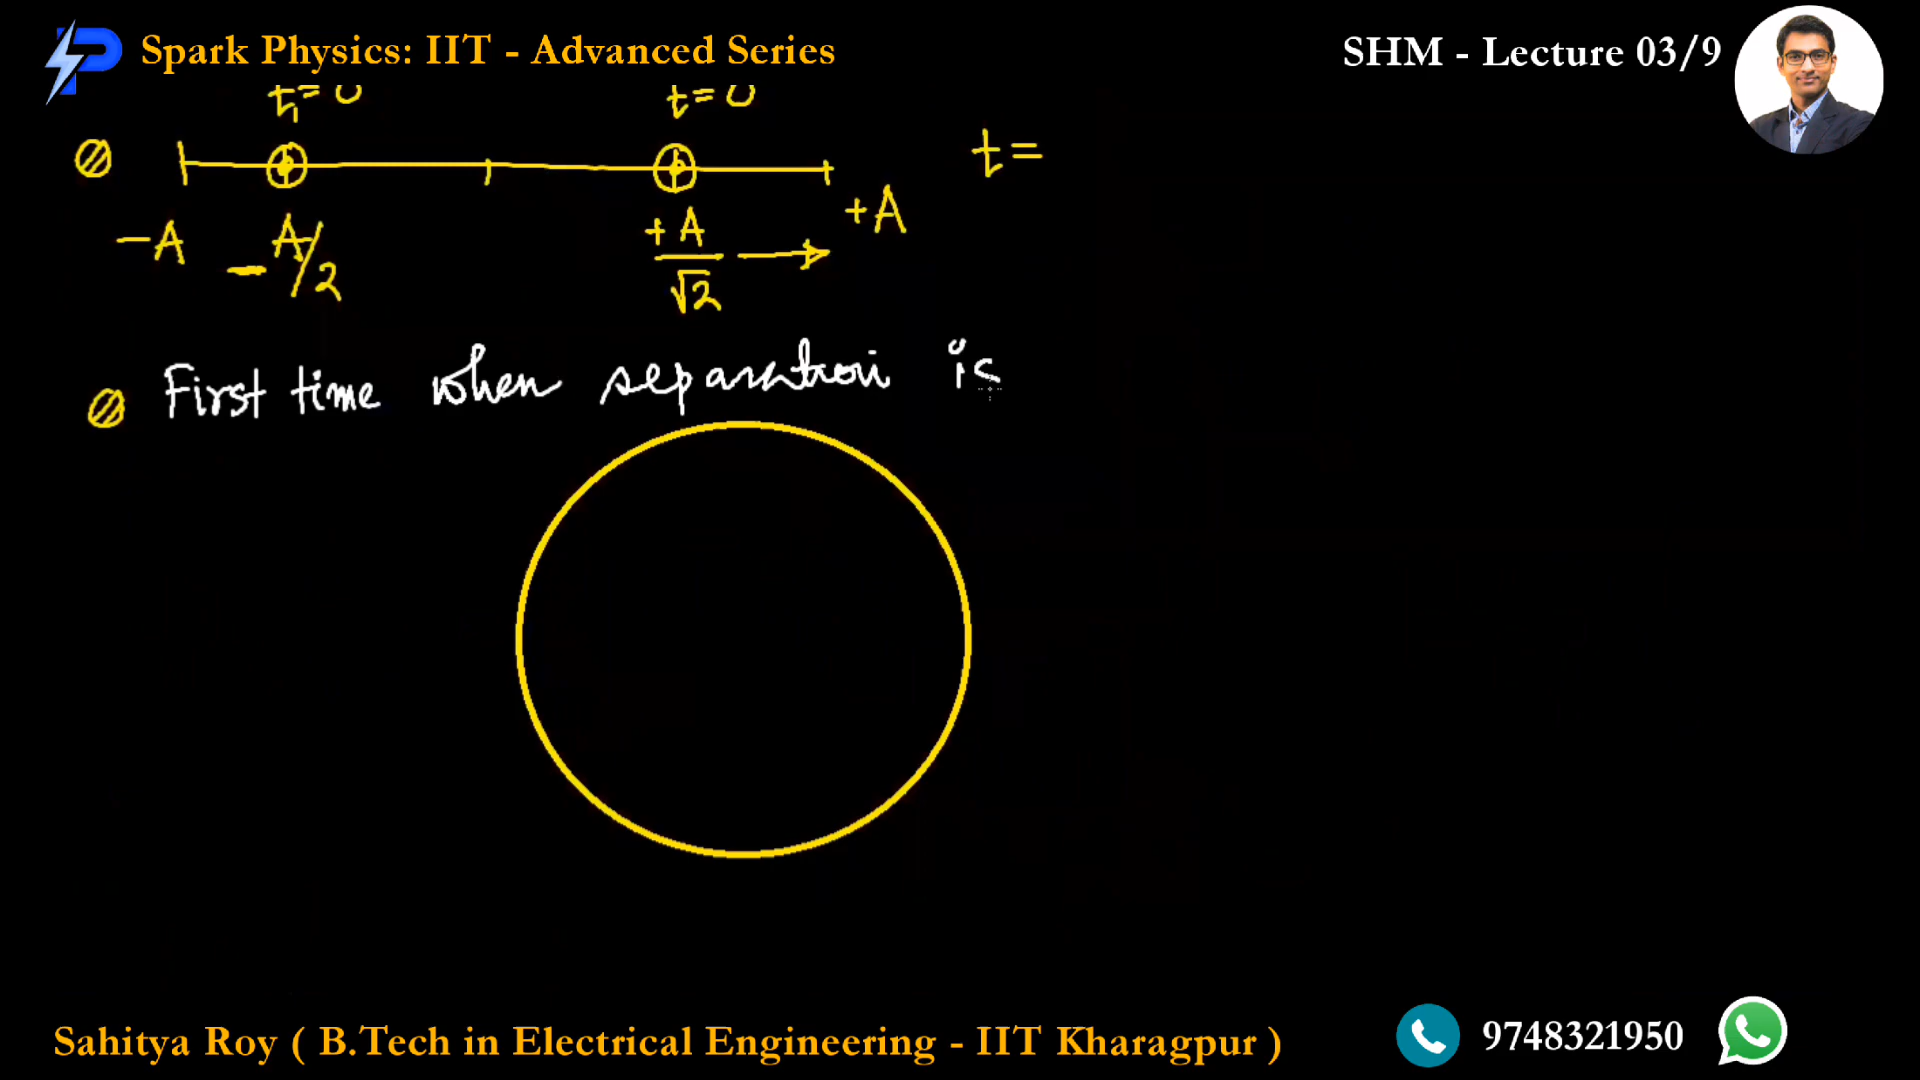 Spark Physics: IIT - Advanced Series
SHM - Lecture 03/9
t₁= 0
t=0
t=
-A
-A/2
+A/√2
+A
First time when separation is
Sahitya Roy ( B.Tech in Electrical Engineering - IIT Kharagpur )
9748321950